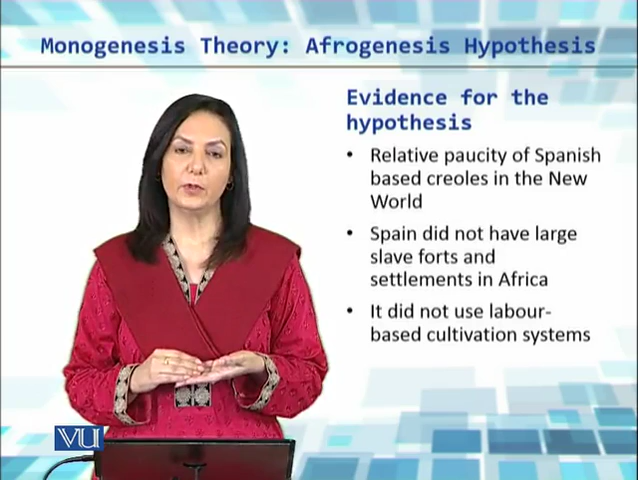 Monogenesis Theory: Afrogenesis Hypothesis
Evidence for the
hypothesis
• Relative paucity of Spanish
based creoles in the New
World
• Spain did not have large
slave forts and
settlements in Africa
• It did not use labour-
based cultivation systems
VU